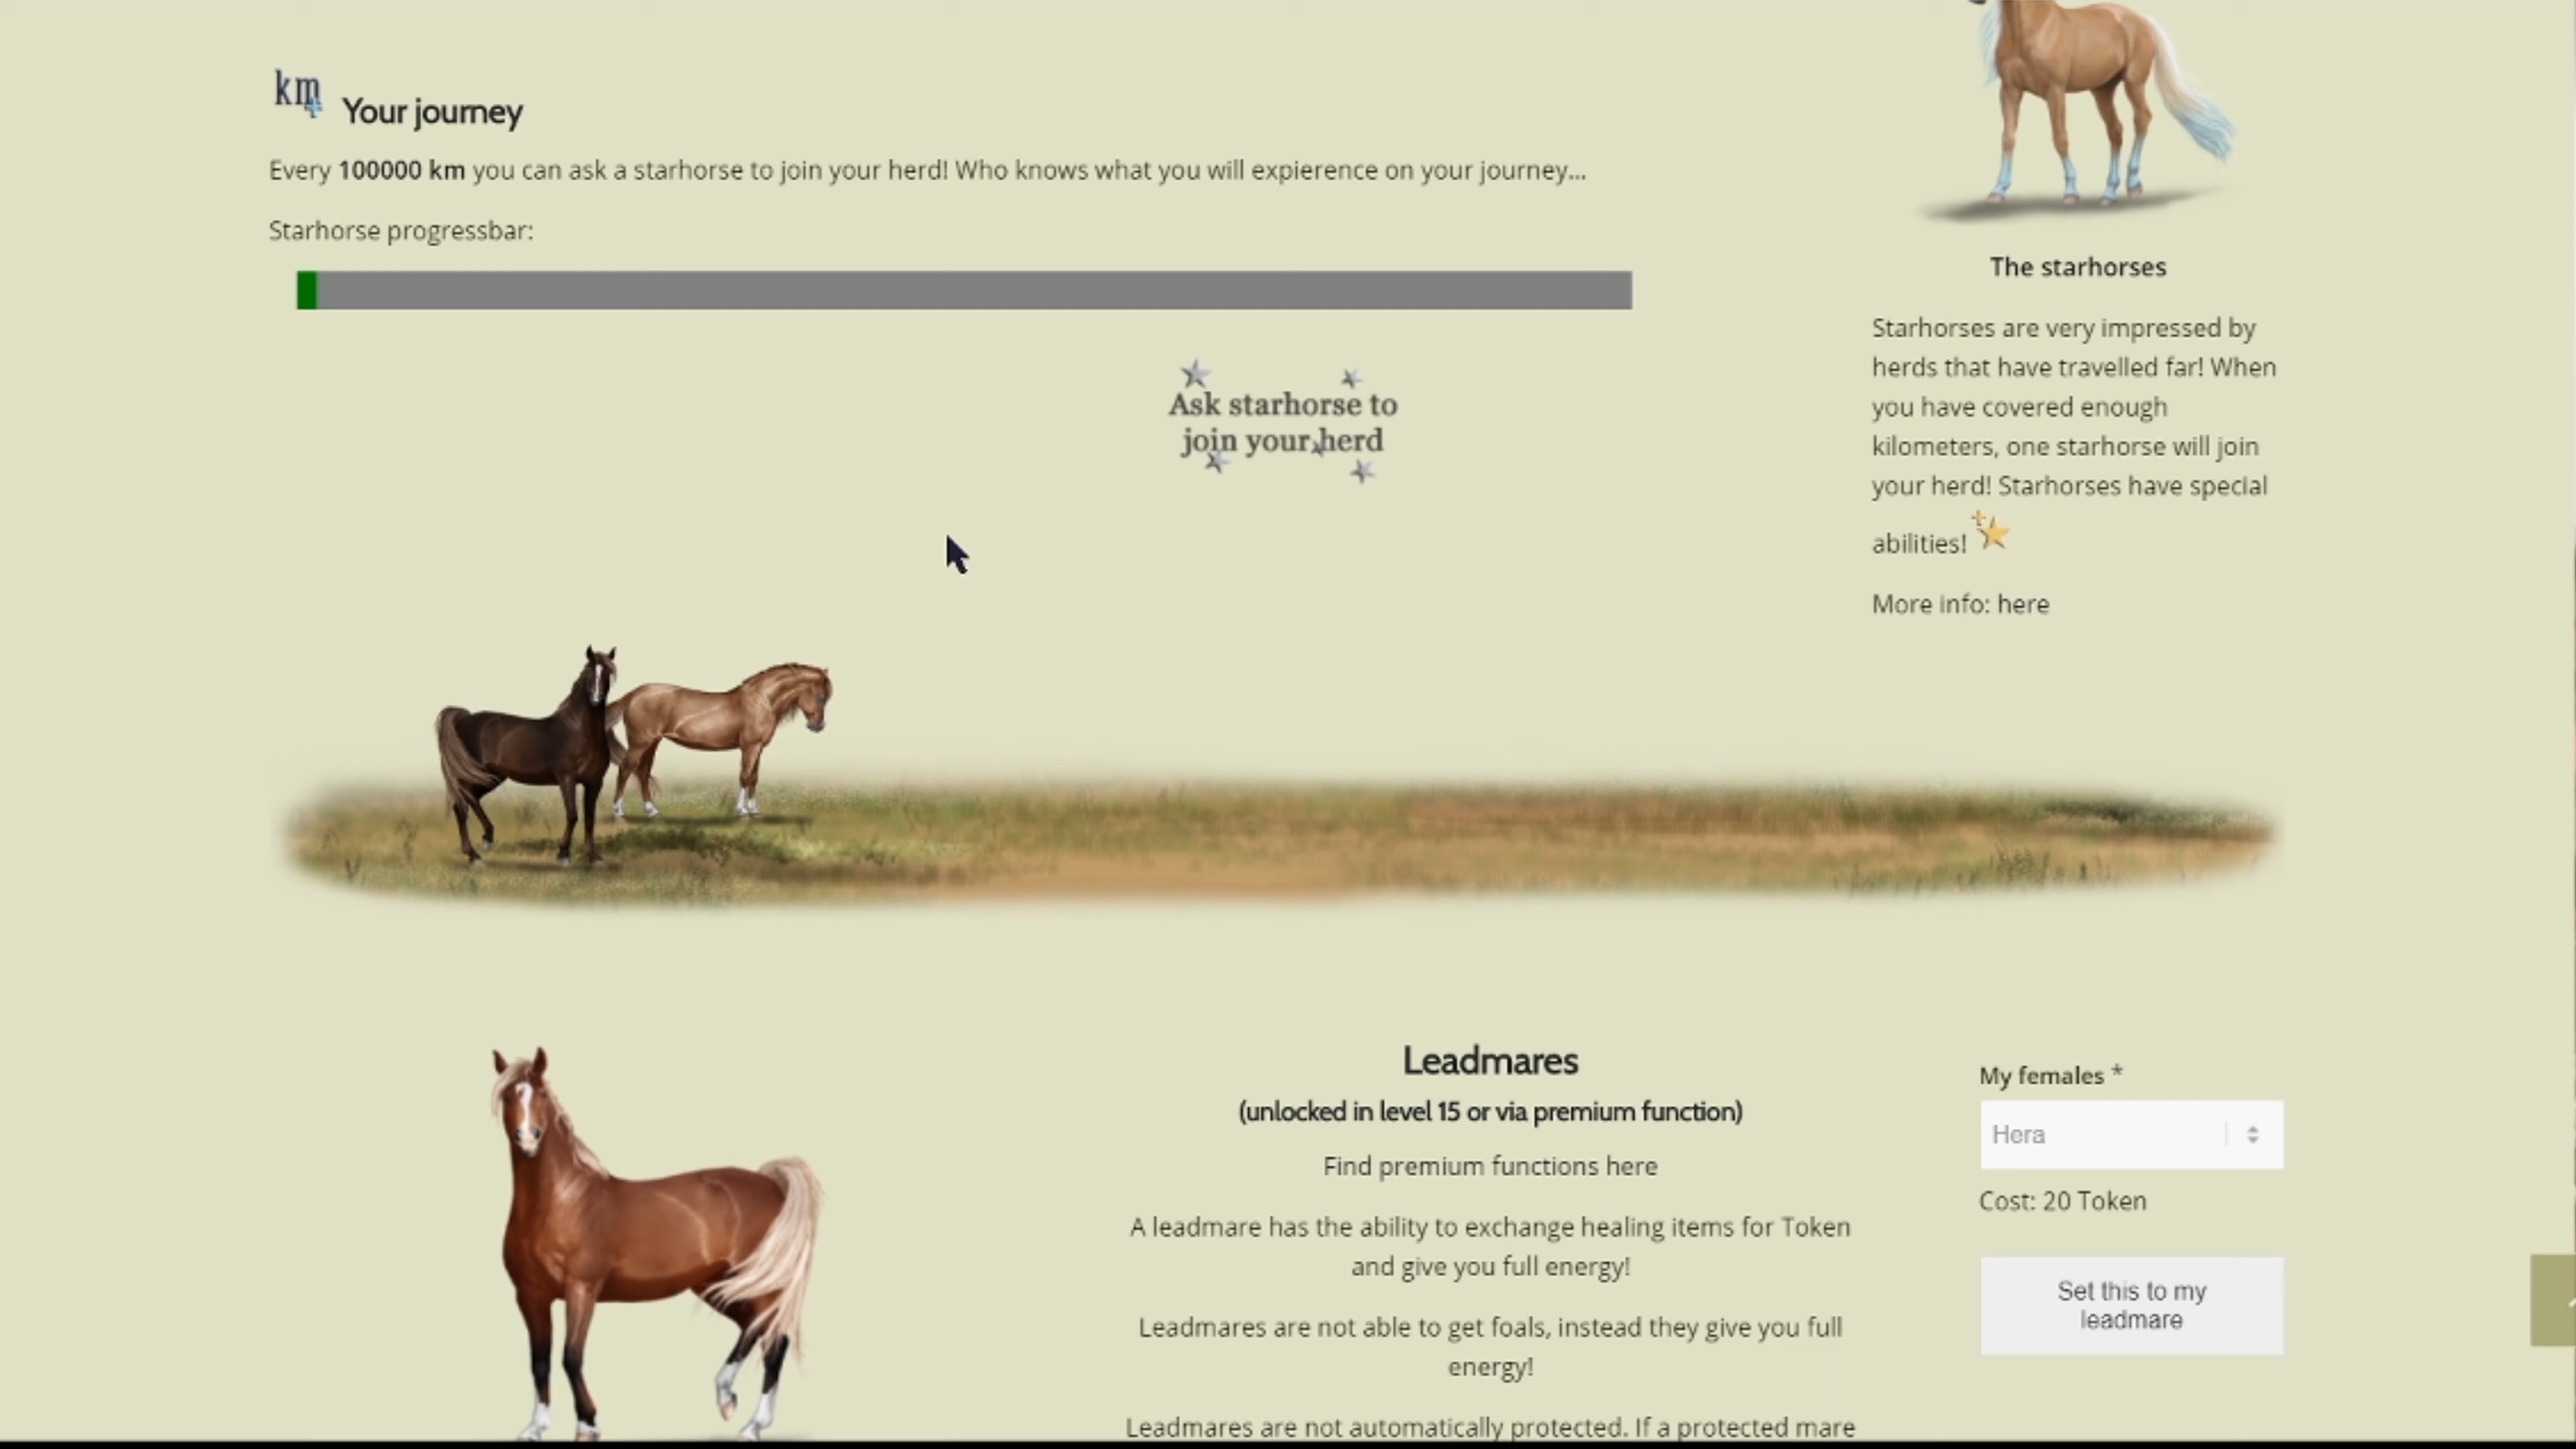 km
Your journey
Every 100000 km you can ask a starhorse to join your herd! Who knows what you will expierence on your journey...
Starhorse progressbar:
Ask starhorse to
join your herd
The starhorses
Starhorses are very impressed by
herds that have travelled far! When
you have covered enough
kilometers, one starhorse will join
your herd! Starhorses have special
abilities!
More info: here
Leadmares
(unlocked in level 15 or via premium function)
Find premium functions here
A leadmare has the ability to exchange healing items for Token
and give you full energy!
Leadmares are not able to get foals, instead they give you full
energy!
Leadmares are not automatically protected. If a protected mare
My females *
Hera
Cost: 20 Token
Set this to my
leadmare